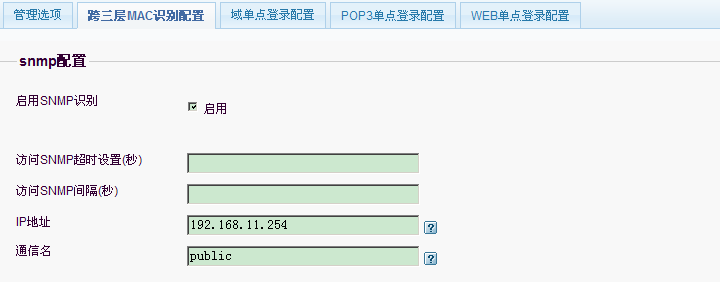 管理选项 跨三层MAC识别配置 域单点登录配置 POP3单点登录配置 WEB单点登录配置
snmp配置
启用SNMP识别 启用
访问SNMP超时设置(秒)
访问SNMP间隔(秒)
IP地址 192.168.11.254 ?
通信名 public ?